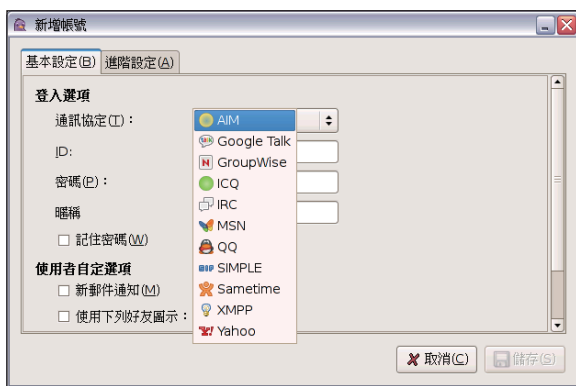 新增帳號
基本設定(B) 進階設定(A)
登入選項
通訊協定(T)： AIM
Google Talk
ID:
GroupWise
密碼(P)： ICQ
IRC
暱稱
MSN
記住密碼(W) QQ
使用者自定選項 SIMPLE
新郵件通知(M) Sametime
使用下列好友圖示： XMPP
Yahoo
取消(C) 儲存(S)